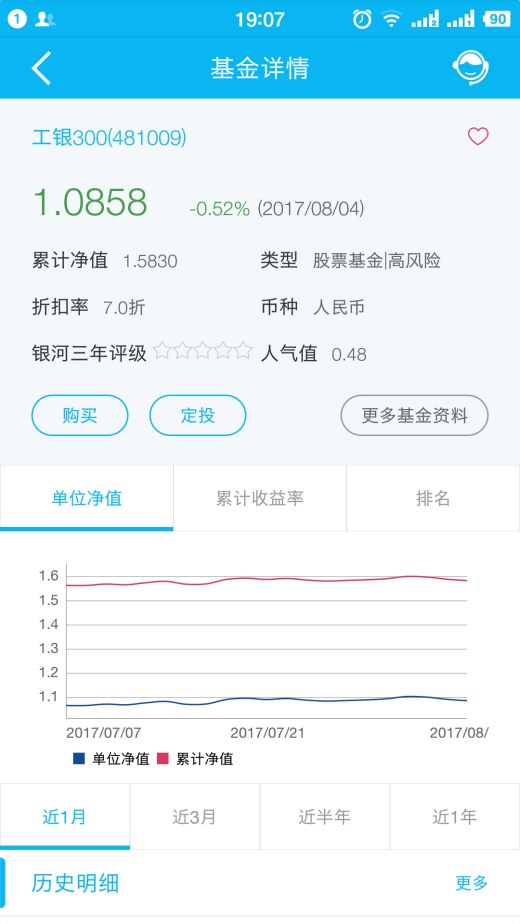 1 19:07 2 90
基金详情
工银300(481009)
1.0858 -0.52% (2017/08/04)
累计净值 1.5830 类型 股票基金|高风险
折扣率 7.0折 币种 人民币
银河三年评级 人气值 0.48
购买 定投 更多基金资料
单位净值 累计收益率 排名
1.6
1.5
1.4
1.3
1.2
1.1
2017/07/07 2017/07/21 2017/08/
单位净值 累计净值
近1月 近3月 近半年 近1年
历史明细 更多